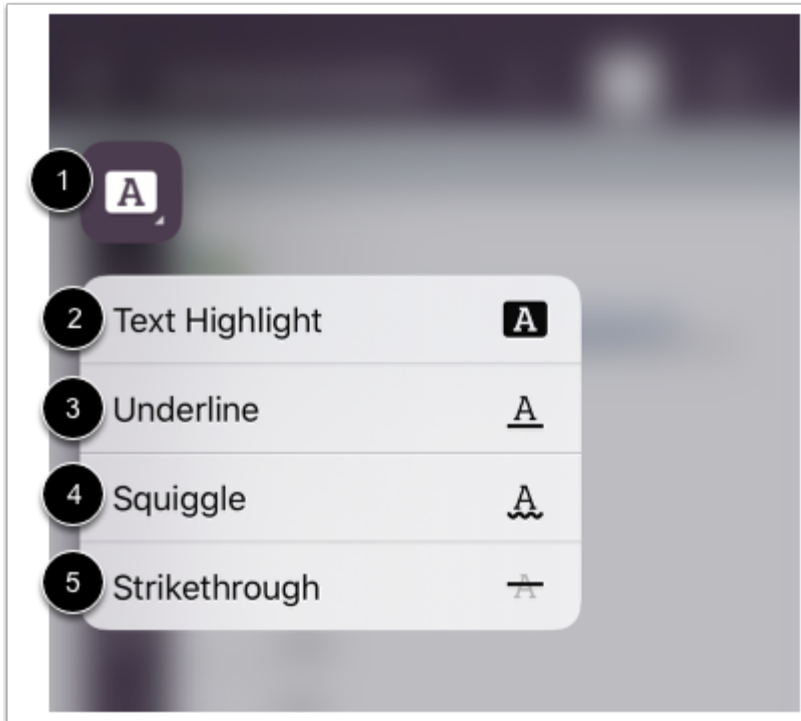 1 A
2 Text Highlight A
3 Underline A
4 Squiggle A
5 Strikethrough A